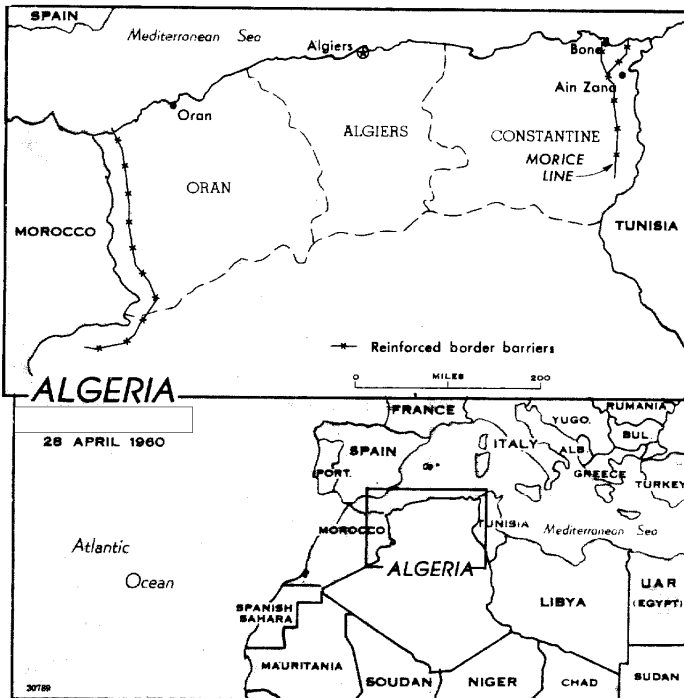 SPAIN
Mediterranean Sea
Algiers
Bone
Ain Zana
Oran
ALGIERS
CONSTANTINE
MORICE
LINE
ORAN
MOROCCO
TUNISIA
Reinforced border barriers
0 MILES 200
ALGERIA
28 APRIL 1960
FRANCE
RUMANIA
YUGO.
ITALY
BUL.
SPAIN
ALB.
PORT.
GREECE
TURKEY
MOROCCO
TUNISIA
Mediterranean Sea
Atlantic
Ocean
ALGERIA
LIBYA
UAR
(EGYPT)
SPANISH
SAHARA
MAURITANIA
SOUDAN
NIGER
CHAD
SUDAN
30789